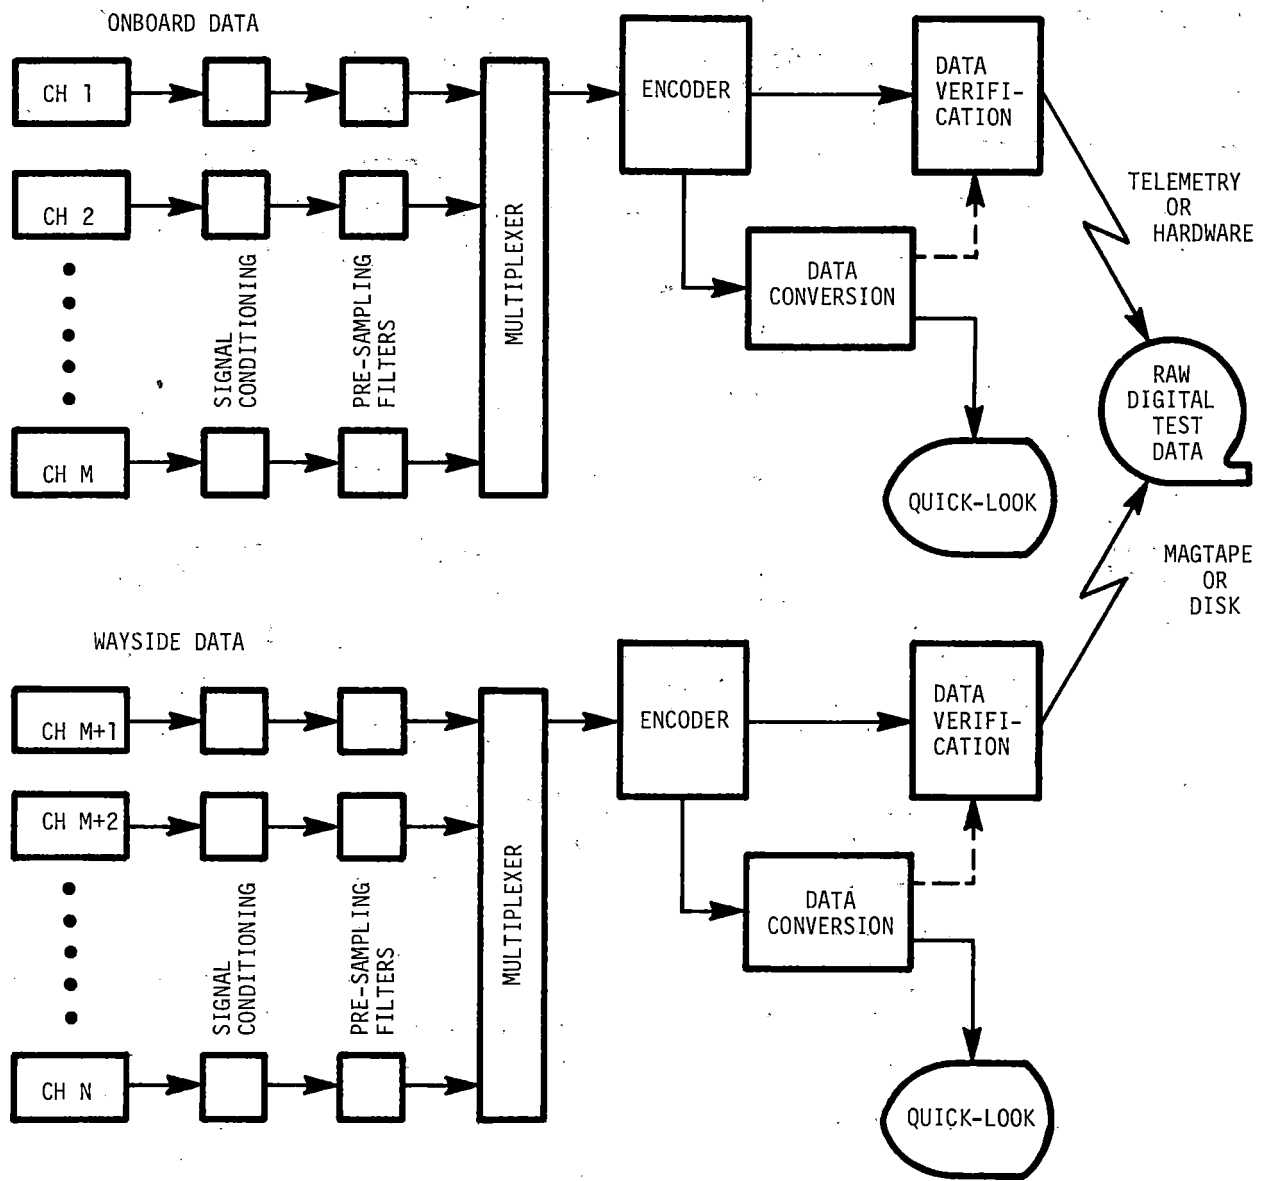 ONBOARD DATA
CH 1
CH 2
CH M
SIGNAL
CONDITIONING
PRE-SAMPLING
FILTERS
MULTIPLEXER
ENCODER
DATA
VERIFI-
CATION
DATA
CONVERSION
QUICK-LOOK
TELEMETRY
OR
HARDWARE
RAW
DIGITAL
TEST
DATA
MAGTAPE
OR
DISK
WAYSIDE DATA
CH M+1
CH M+2
CH N
SIGNAL
CONDITIONING
PRE-SAMPLING
FILTERS
MULTIPLEXER
ENCODER
DATA
VERIFI-
CATION
DATA
CONVERSION
QUICK-LOOK